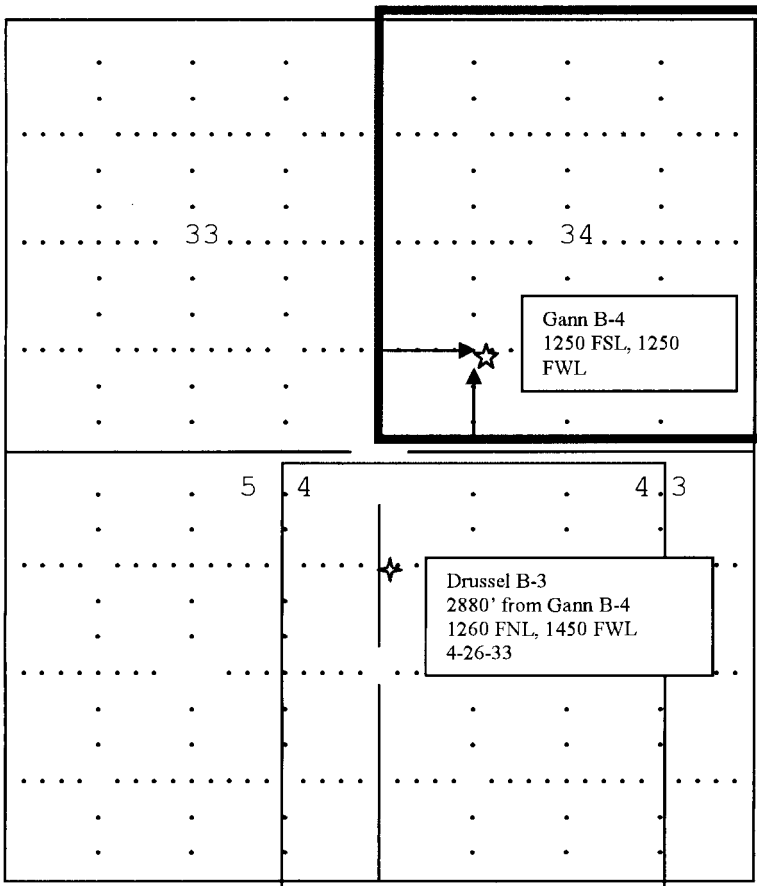 33
34
Gann B-4
1250 FSL, 1250
FWL
5 4
4 3
Drussel B-3
2880' from Gann B-4
1260 FNL, 1450 FWL
4-26-33